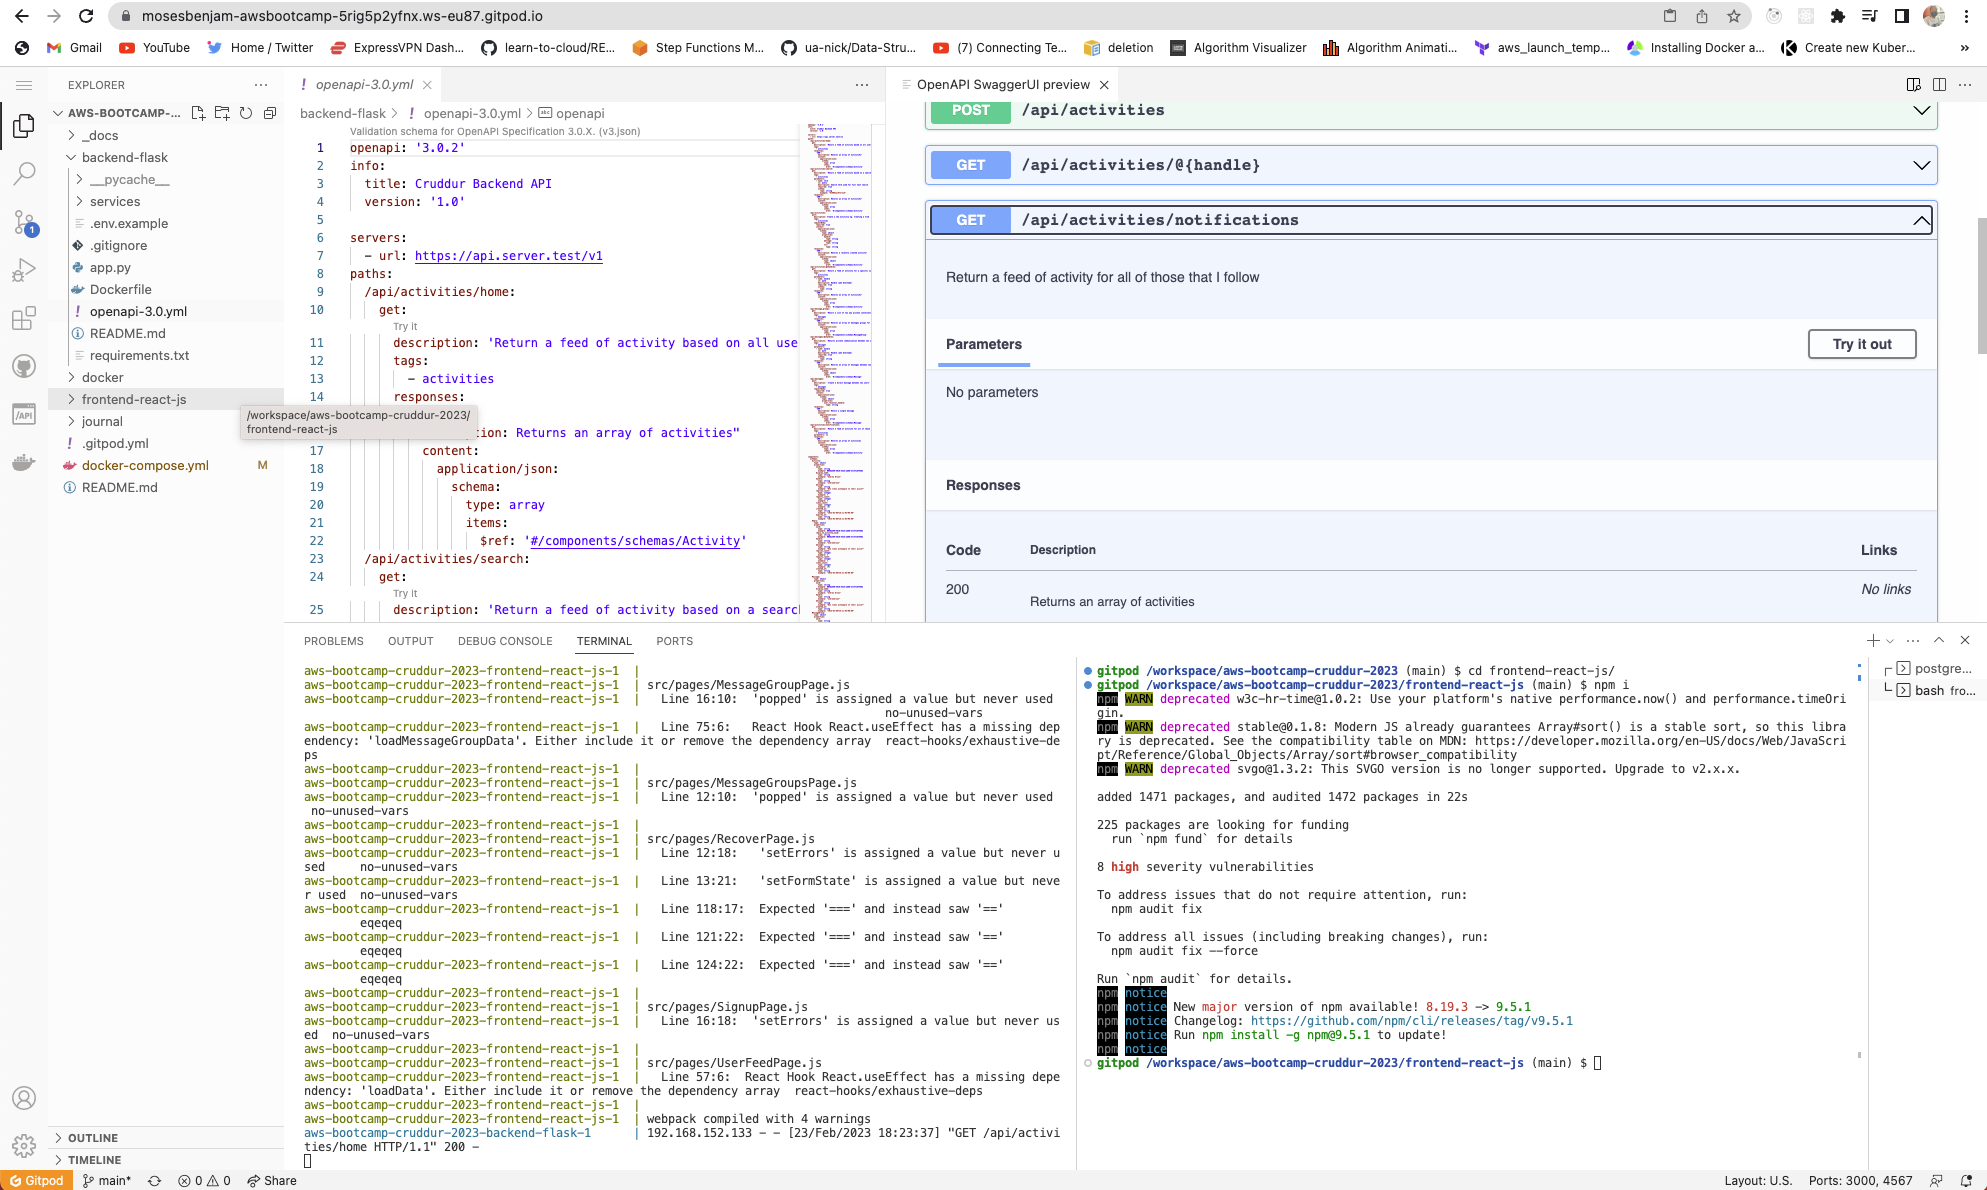 mosesbenjam-awsbootcamp-5rig5p2yfnx.ws-eu87.gitpod.io
Gmail YouTube Home / Twitter ExpressVPN Dash... learn-to-cloud/RE... Step Functions M... ua-nick/Data-Stru... (7) Connecting Te... deletion Algorithm Visualizer Algorithm Animati... aws_launch_temp... Installing Docker a... Create new Kuber... »
EXPLORER
AWS-BOOTCAMP-...
_docs
backend-flask
__pycache__
services
.env.example
.gitignore
app.py
Dockerfile
openapi-3.0.yml
README.md
requirements.txt
docker
frontend-react-js
journal
.gitpod.yml
docker-compose.yml M
README.md
OUTLINE
TIMELINE
1
/API
/workspace/aws-bootcamp-cruddur-2023/
frontend-react-js
! openapi-3.0.yml
backend-flask > ! openapi-3.0.yml > openapi
Validation schema for OpenAPI Specification 3.0.X. (v3.json)
1 openapi: '3.0.2'
2 info:
3 title: Cruddur Backend API
4 version: '1.0'
5
6 servers:
7 - url: https://api.server.test/v1
8 paths:
9 /api/activities/home:
10 get:
Try it
11 description: 'Return a feed of activity based on all use
12 tags:
13 - activities
14 responses:
tion: Returns an array of activities"
17 content:
18 application/json:
19 schema:
20 type: array
21 items:
22 $ref: '#/components/schemas/Activity'
23 /api/activities/search:
24 get:
Try it
25 description: 'Return a feed of activity based on a search
OpenAPI SwaggerUI preview
POST /api/activities
GET /api/activities/@{handle}
GET /api/activities/notifications
Return a feed of activity for all of those that I follow
Parameters Try it out
No parameters
Responses
Code Description Links
200 No links
Returns an array of activities
PROBLEMS OUTPUT DEBUG CONSOLE TERMINAL PORTS
aws-bootcamp-cruddur-2023-frontend-react-js-1 |
aws-bootcamp-cruddur-2023-frontend-react-js-1 | src/pages/MessageGroupPage.js
aws-bootcamp-cruddur-2023-frontend-react-js-1 | Line 16:10: 'popped' is assigned a value but never used
no-unused-vars
aws-bootcamp-cruddur-2023-frontend-react-js-1 | Line 75:6: React Hook React.useEffect has a missing dep
endency: 'loadMessageGroupData'. Either include it or remove the dependency array react-hooks/exhaustive-de
ps
aws-bootcamp-cruddur-2023-frontend-react-js-1 |
aws-bootcamp-cruddur-2023-frontend-react-js-1 | src/pages/MessageGroupsPage.js
aws-bootcamp-cruddur-2023-frontend-react-js-1 | Line 12:10: 'popped' is assigned a value but never used
no-unused-vars
aws-bootcamp-cruddur-2023-frontend-react-js-1 |
aws-bootcamp-cruddur-2023-frontend-react-js-1 | src/pages/RecoverPage.js
aws-bootcamp-cruddur-2023-frontend-react-js-1 | Line 12:18: 'setErrors' is assigned a value but never u
sed no-unused-vars
aws-bootcamp-cruddur-2023-frontend-react-js-1 | Line 13:21: 'setFormState' is assigned a value but neve
r used no-unused-vars
aws-bootcamp-cruddur-2023-frontend-react-js-1 | Line 118:17: Expected '===' and instead saw '=='
eqeqeq
aws-bootcamp-cruddur-2023-frontend-react-js-1 | Line 121:22: Expected '===' and instead saw '=='
eqeqeq
aws-bootcamp-cruddur-2023-frontend-react-js-1 | Line 124:22: Expected '===' and instead saw '=='
eqeqeq
aws-bootcamp-cruddur-2023-frontend-react-js-1 |
aws-bootcamp-cruddur-2023-frontend-react-js-1 | src/pages/SignupPage.js
aws-bootcamp-cruddur-2023-frontend-react-js-1 | Line 16:18: 'setErrors' is assigned a value but never us
ed no-unused-vars
aws-bootcamp-cruddur-2023-frontend-react-js-1 |
aws-bootcamp-cruddur-2023-frontend-react-js-1 | src/pages/UserFeedPage.js
aws-bootcamp-cruddur-2023-frontend-react-js-1 | Line 57:6: React Hook React.useEffect has a missing depe
ndency: 'loadData'. Either include it or remove the dependency array react-hooks/exhaustive-deps
aws-bootcamp-cruddur-2023-frontend-react-js-1 |
aws-bootcamp-cruddur-2023-frontend-react-js-1 | webpack compiled with 4 warnings
aws-bootcamp-cruddur-2023-backend-flask-1 | 192.168.152.133 - - [23/Feb/2023 18:23:37] "GET /api/activi
ties/home HTTP/1.1" 200 -
gitpod /workspace/aws-bootcamp-cruddur-2023 (main) $ cd frontend-react-js/
gitpod /workspace/aws-bootcamp-cruddur-2023/frontend-react-js (main) $ npm i
npm WARN deprecated w3c-hr-time@1.0.2: Use your platform's native performance.now() and performance.timeOri
gin.
npm WARN deprecated stable@0.1.8: Modern JS already guarantees Array#sort() is a stable sort, so this libra
ry is deprecated. See the compatibility table on MDN: https://developer.mozilla.org/en-US/docs/Web/JavaScri
pt/Reference/Global_Objects/Array/sort#browser_compatibility
npm WARN deprecated svgo@1.3.2: This SVGO version is no longer supported. Upgrade to v2.x.x.
added 1471 packages, and audited 1472 packages in 22s
225 packages are looking for funding
run `npm fund` for details
8 high severity vulnerabilities
To address issues that do not require attention, run:
npm audit fix
To address all issues (including breaking changes), run:
npm audit fix --force
Run `npm audit` for details.
npm notice
npm notice New major version of npm available! 8.19.3 -> 9.5.1
npm notice Changelog: https://github.com/npm/cli/releases/tag/v9.5.1
npm notice Run npm install -g npm@9.5.1 to update!
npm notice
gitpod /workspace/aws-bootcamp-cruddur-2023/frontend-react-js (main) $
postgre...
bash fro...
Gitpod main* 0 0 Share Layout: U.S. Ports: 3000, 4567